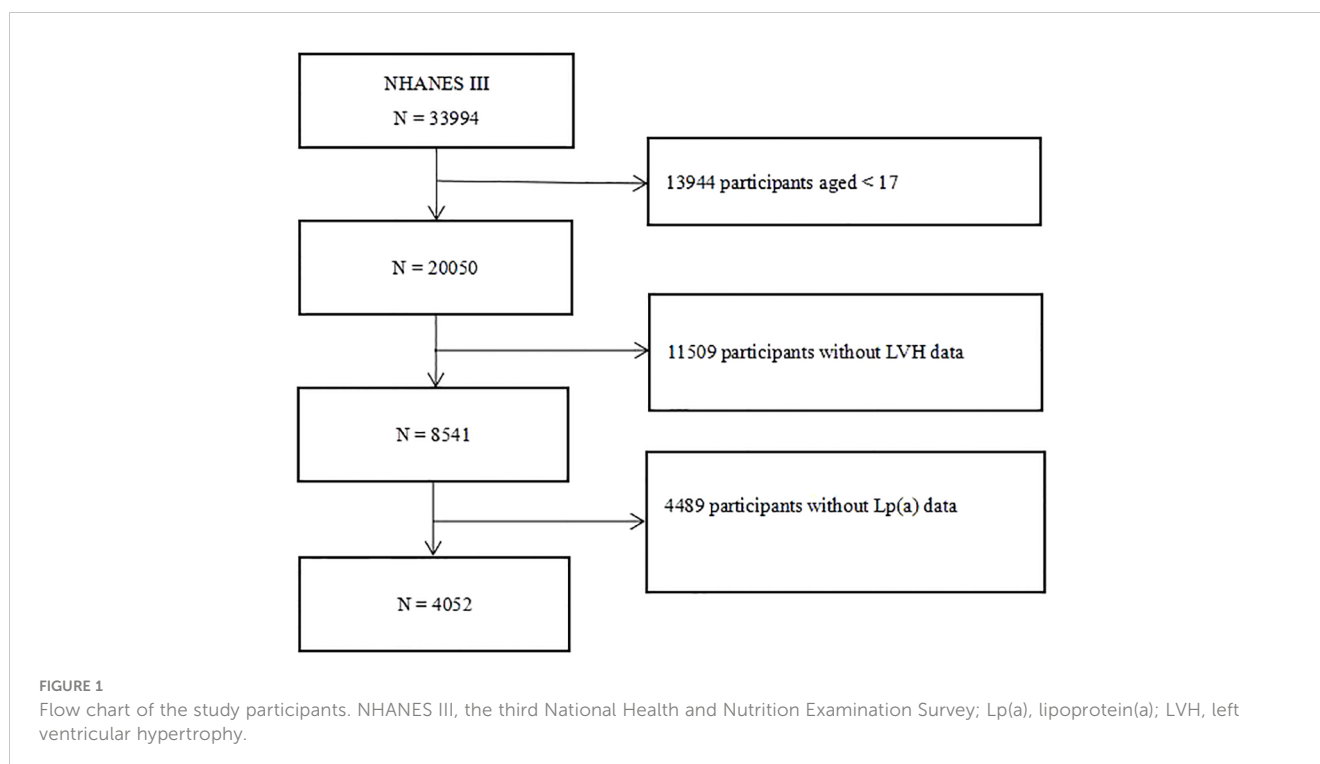 NHANES III
N = 33994
13944 participants aged < 17
N = 20050
11509 participants without LVH data
N = 8541
4489 participants without Lp(a) data
N = 4052
FIGURE 1
Flow chart of the study participants. NHANES III, the third National Health and Nutrition Examination Survey; Lp(a), lipoprotein(a); LVH, left
ventricular hypertrophy.